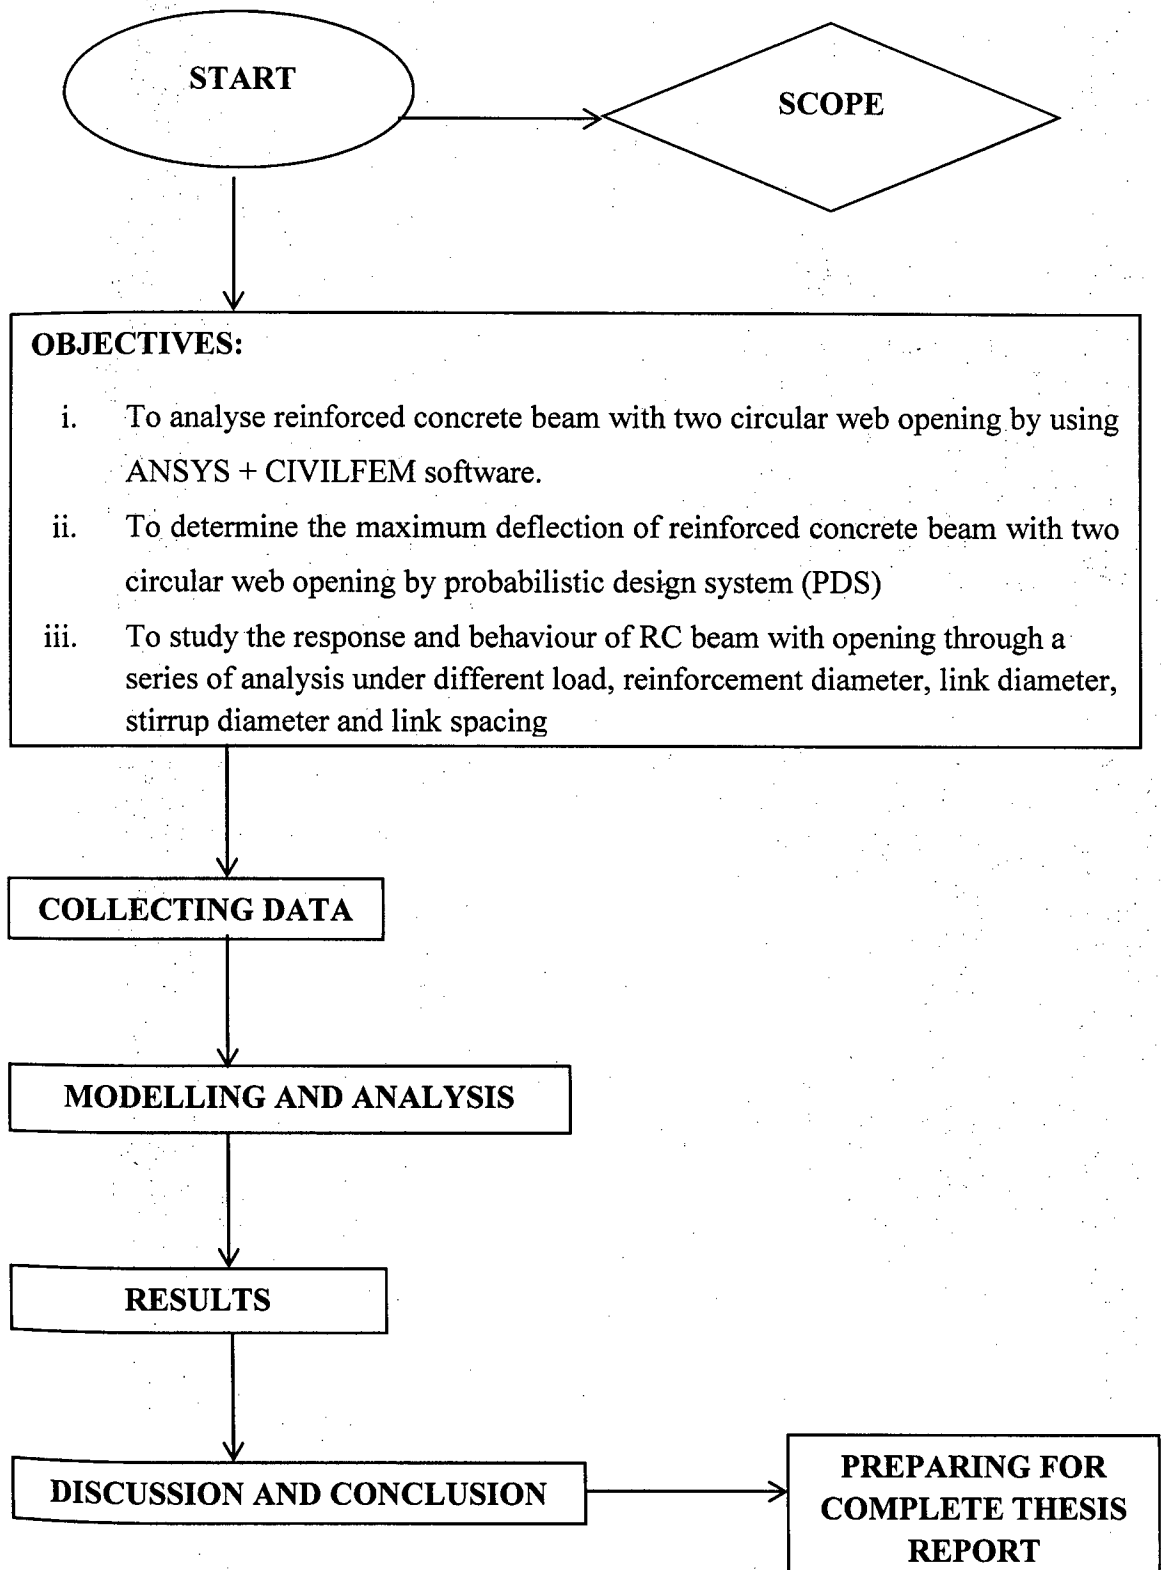 START
SCOPE
OBJECTIVES:
i. To analyse reinforced concrete beam with two circular web opening by using
ANSYS + CIVILFEM software.
ii. To determine the maximum deflection of reinforced concrete beam with two
circular web opening by probabilistic design system (PDS)
iii. To study the response and behaviour of RC beam with opening through a
series of analysis under different load, reinforcement diameter, link diameter,
stirrup diameter and link spacing
COLLECTING DATA
MODELLING AND ANALYSIS
RESULTS
DISCUSSION AND CONCLUSION
PREPARING FOR
COMPLETE THESIS
REPORT